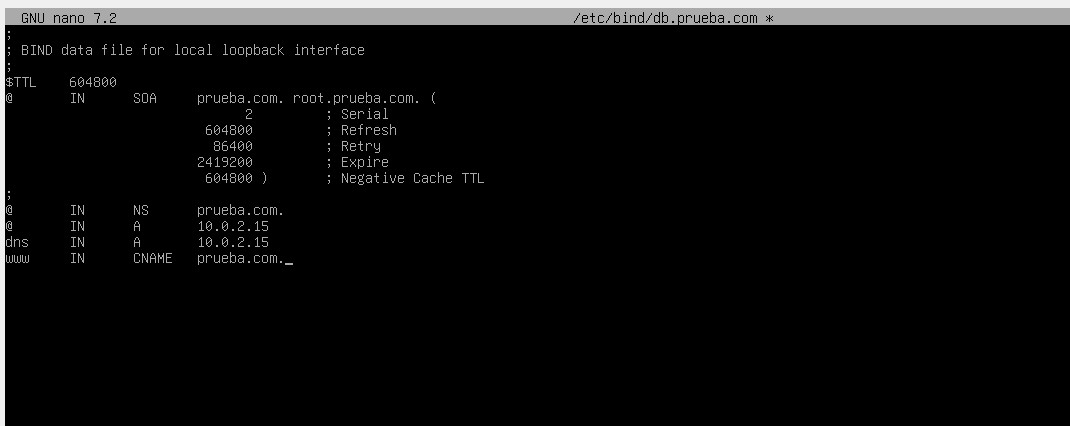 GNU nano 7.2 /etc/bind/db.prueba.com *
;
; BIND data file for local loopback interface
;
$TTL 604800
@ IN SOA prueba.com. root.prueba.com. (
2 ; Serial
604800 ; Refresh
86400 ; Retry
2419200 ; Expire
604800 ) ; Negative Cache TTL
;
@ IN NS prueba.com.
@ IN A 10.0.2.15
dns IN A 10.0.2.15
www IN CNAME prueba.com._